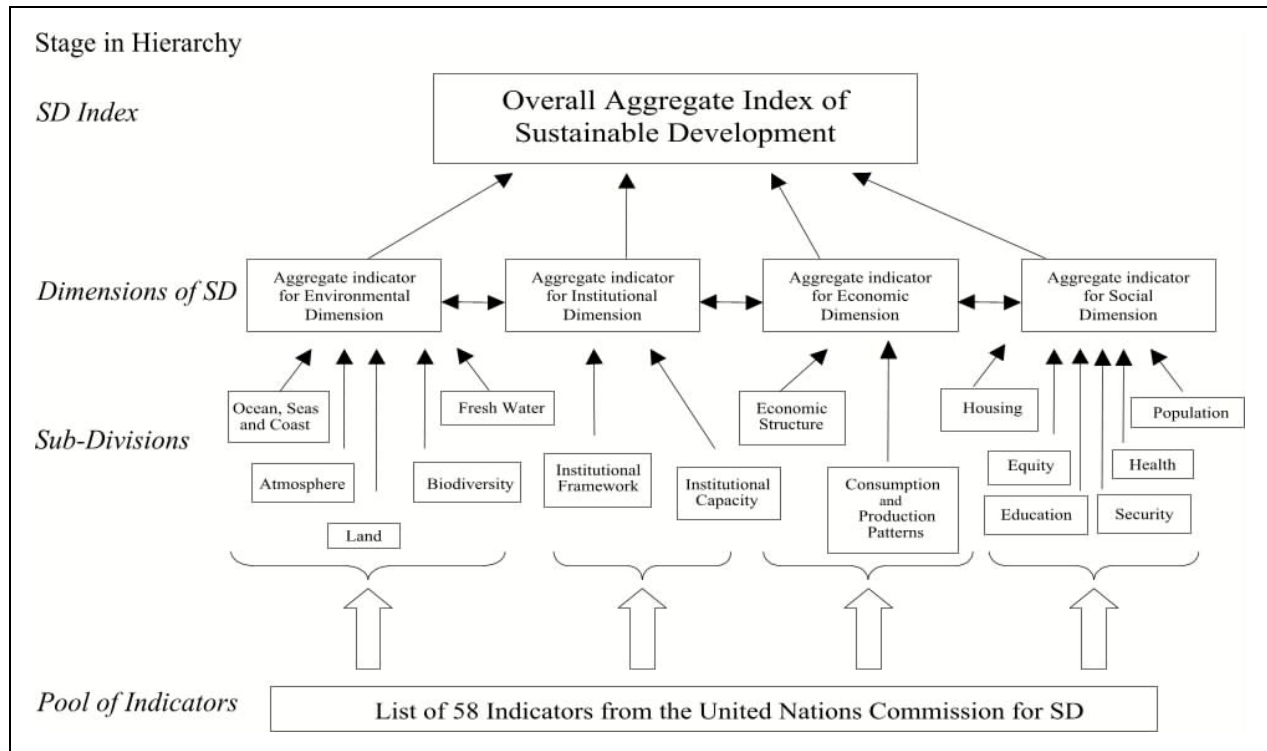 Stage in Hierarchy
SD Index
Overall Aggregate Index of
Sustainable Development
Dimensions of SD
Aggregate indicator
for Environmental
Dimension
Aggregate indicator
for Institutional
Dimension
Aggregate indicator
for Economic
Dimension
Aggregate indicator
for Social
Dimension
Sub-Divisions
Ocean, Seas
and Coast
Fresh Water
Atmosphere
Biodiversity
Land
Institutional
Framework
Institutional
Capacity
Economic
Structure
Consumption
and
Production
Patterns
Housing
Population
Equity
Health
Education
Security
Pool of Indicators
List of 58 Indicators from the United Nations Commission for SD